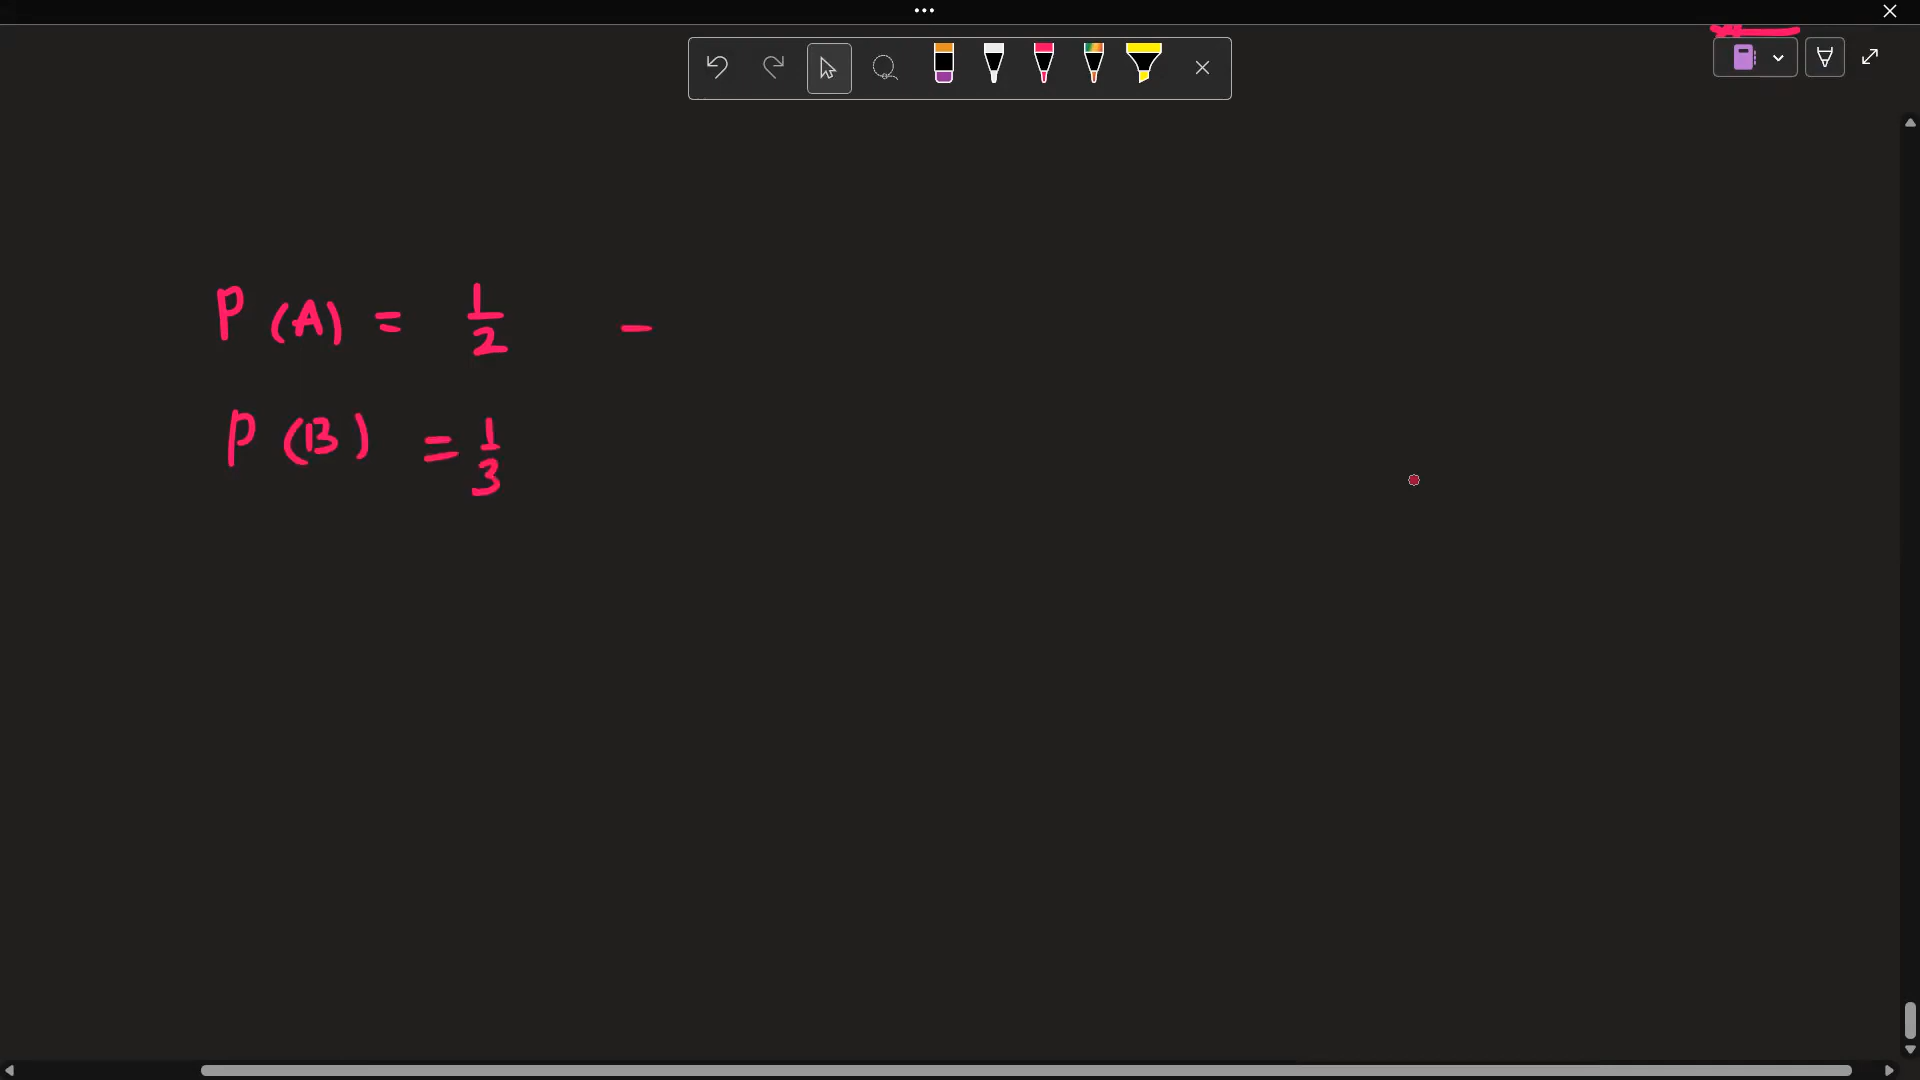 P (A) = 1/2 -
P (B) = 1/3